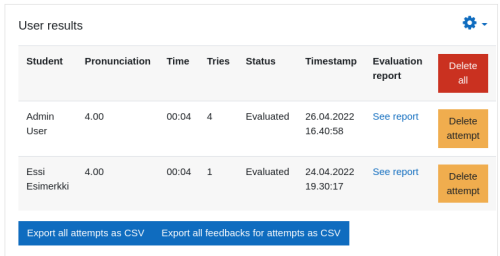 User results
Student Pronunciation Time Tries Status Timestamp Evaluation report Delete all
Admin User 4.00 00:04 4 Evaluated 26.04.2022 16.40:58 See report Delete attempt
Essi Esimerkki 4.00 00:04 1 Evaluated 24.04.2022 19.30:17 See report Delete attempt
Export all attempts as CSV Export all feedbacks for attempts as CSV